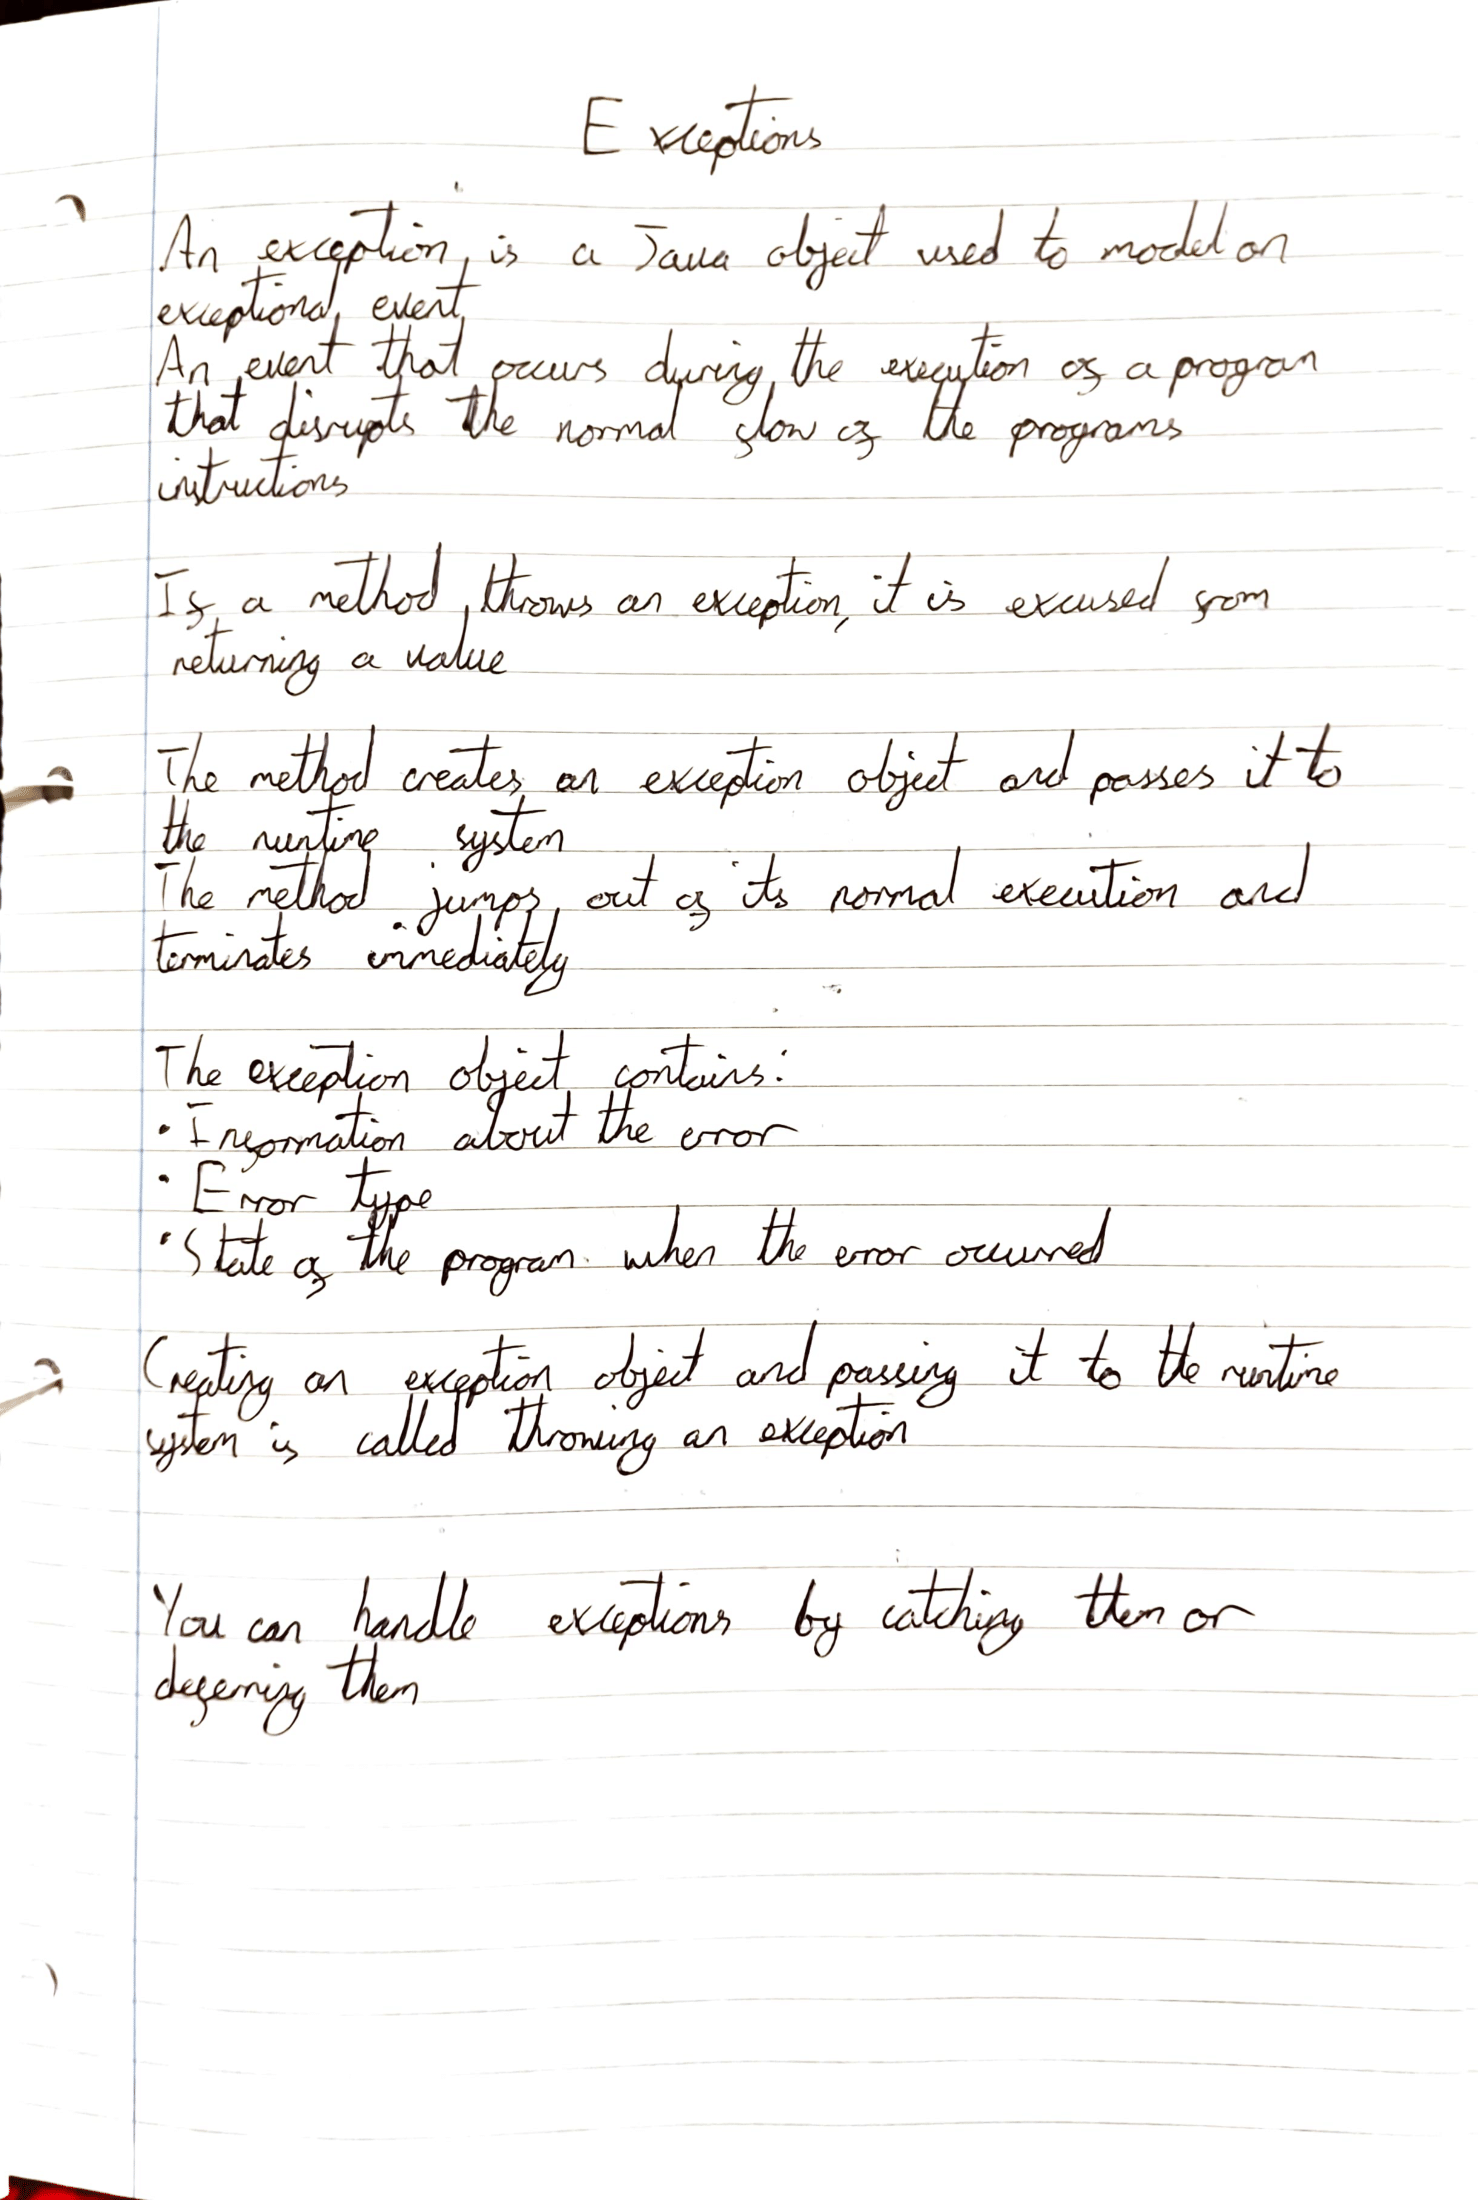 Exceptions
An exception is a Java object used to model an
exceptional event
An event that occurs during the execution of a program
that disrupts the normal flow of the programs
instructions
If a method throws an exception, it is excused from
returning a value
The method creates an exception object and passes it to
the runtime system
The method jumps out of its normal execution and
terminates immediately
The exception object contains:
• Information about the error
• Error type
• State of the program when the error occurred
Creating an exception object and passing it to the runtime
system is called throwing an exception
You can handle exceptions by catching them or
deferring them